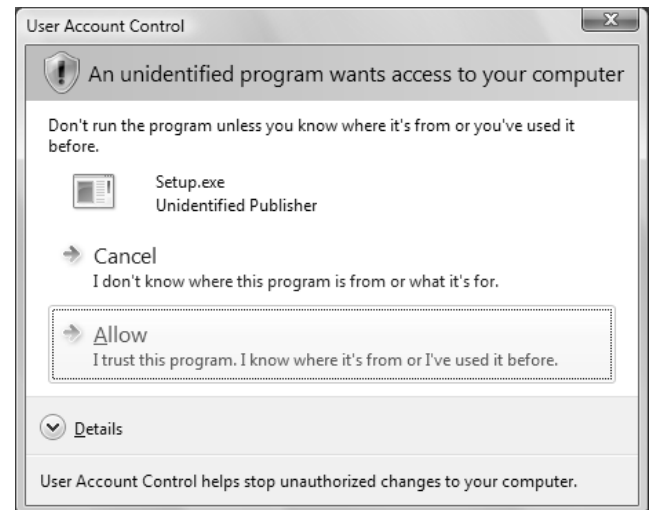 User Account Control
An unidentified program wants access to your computer
Don't run the program unless you know where it's from or you've used it
before.
Setup.exe
Unidentified Publisher
Cancel
I don't know where this program is from or what it's for.
Allow
I trust this program. I know where it's from or I've used it before.
Details
User Account Control helps stop unauthorized changes to your computer.